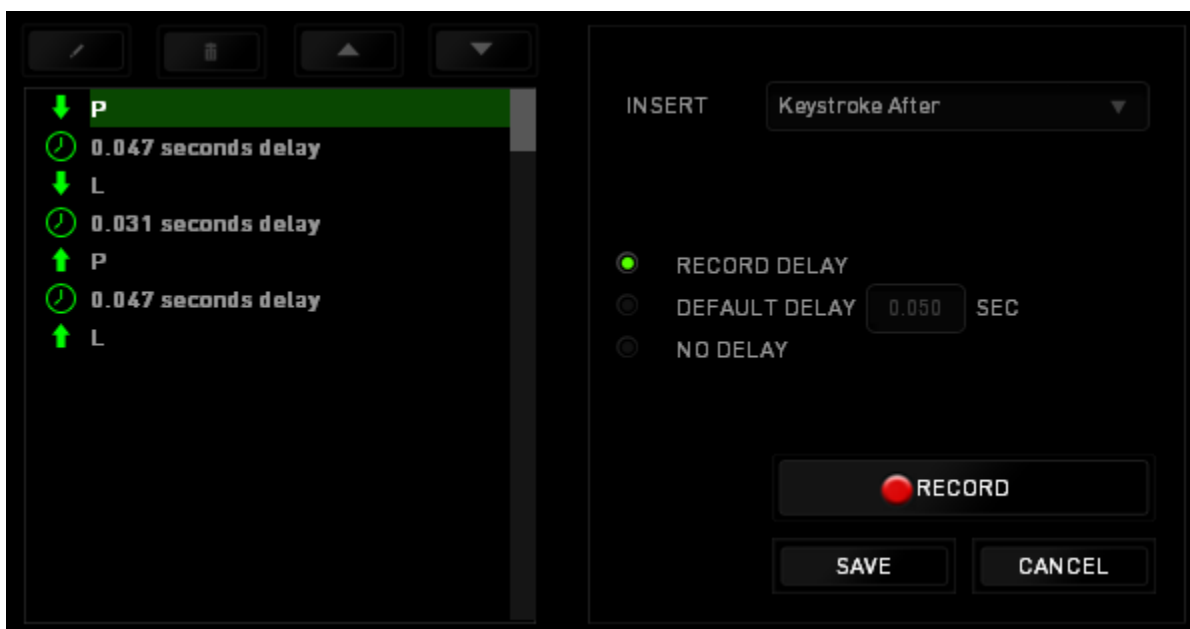 P
0.047 seconds delay
L
0.031 seconds delay
P
0.047 seconds delay
L
INSERT Keystroke After
RECORD DELAY
DEFAULT DELAY 0.050 SEC
NO DELAY
RECORD
SAVE CANCEL